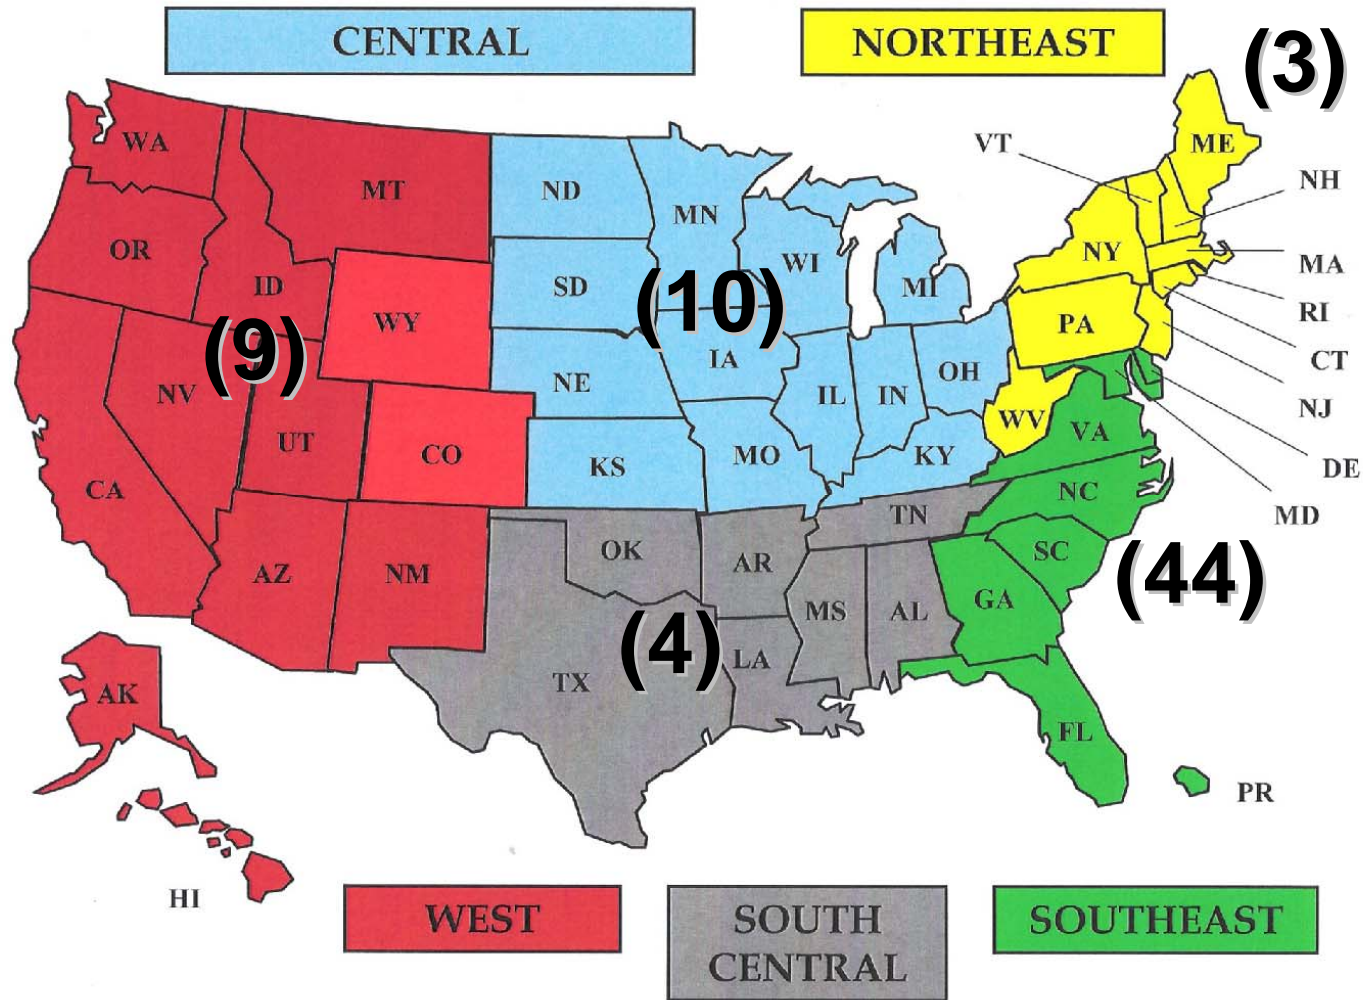 CENTRAL
NORTHEAST
(3)
VT
ME
WA
MT
ND
MN
NH
OR
NY
WI
MA
ID
SD
(10)
MI
RI
WY
PA
(9)
IA
CT
NV
NE
IL
IN
OH
NJ
UT
CO
KS
MO
KY
WV
VA
DE
CA
NC
MD
TN
OK
AR
SC
(44)
AZ
NM
MS
AL
GA
(4)
LA
TX
AK
FL
PR
HI
WEST
SOUTH
CENTRAL
SOUTHEAST